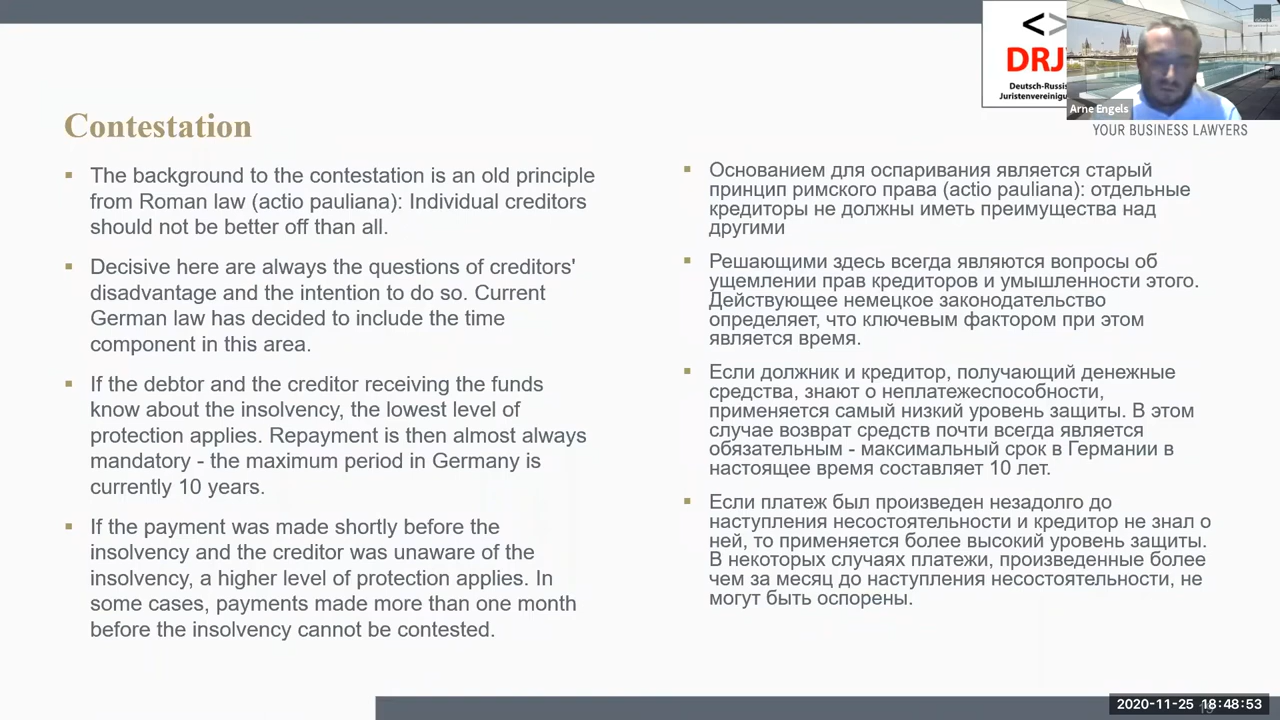 <>
DRJ
Deutsch-Russis
Juristenvereinigu
Arne Engels
YOUR BUSINESS LAWYERS
Contestation
The background to the contestation is an old principle
from Roman law (actio pauliana): Individual creditors
should not be better off than all.
Decisive here are always the questions of creditors'
disadvantage and the intention to do so. Current
German law has decided to include the time
component in this area.
If the debtor and the creditor receiving the funds
know about the insolvency, the lowest level of
protection applies. Repayment is then almost always
mandatory - the maximum period in Germany is
currently 10 years.
If the payment was made shortly before the
insolvency and the creditor was unaware of the
insolvency, a higher level of protection applies. In
some cases, payments made more than one month
before the insolvency cannot be contested.
Основанием для оспаривания является старый
принцип римского права (actio pauliana): отдельные
кредиторы не должны иметь преимущества над
другими
Решающими здесь всегда являются вопросы об
ущемлении прав кредиторов и умышленности этого.
Действующее немецкое законодательство
определяет, что ключевым фактором при этом
является время.
Если должник и кредитор, получающий денежные
средства, знают о неплатежеспособности,
применяется самый низкий уровень защиты. В этом
случае возврат средств почти всегда является
обязательным - максимальный срок в Германии в
настоящее время составляет 10 лет.
Если платеж был произведен незадолго до
наступления несостоятельности и кредитор не знал о
ней, то применяется более высокий уровень защиты.
В некоторых случаях платежи, произведенные более
чем за месяц до наступления несостоятельности, не
могут быть оспорены.
2020-11-25 18:48:53